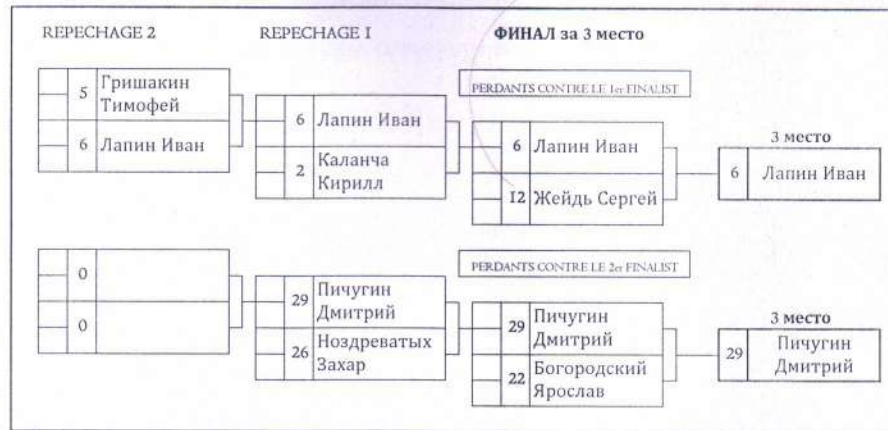 REPECHAGE 2
REPECHAGE I
ФИНАЛ за 3 место
PERDANTS CONTRE LE 1er FINALIST
5 Гришакин
Тимофей
6 Лапин Иван
6 Лапин Иван
2 Каланча
Кирилл
6 Лапин Иван
12 Жейдь Сергей
3 место
6 Лапин Иван
PERDANTS CONTRE LE 2er FINALIST
0
0
29 Пичугин
Дмитрий
26 Ноздреватых
Захар
29 Пичугин
Дмитрий
22 Богородский
Ярослав
3 место
29 Пичугин
Дмитрий